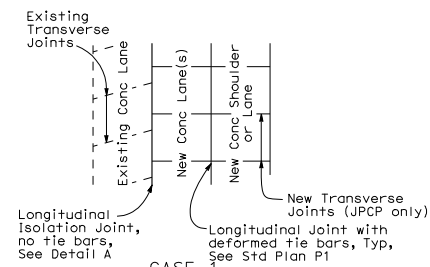 Existing
Transverse
Joints
Existing Conc Lane
New Conc Lane(s)
New Conc Shoulder
or Lane
New Transverse
Joints (JPCP only)
Longitudinal
Isolation Joint,
no tie bars,
See Detail A
Longitudinal Joint with
deformed tie bars, Typ,
See Std Plan P1
CASE 1